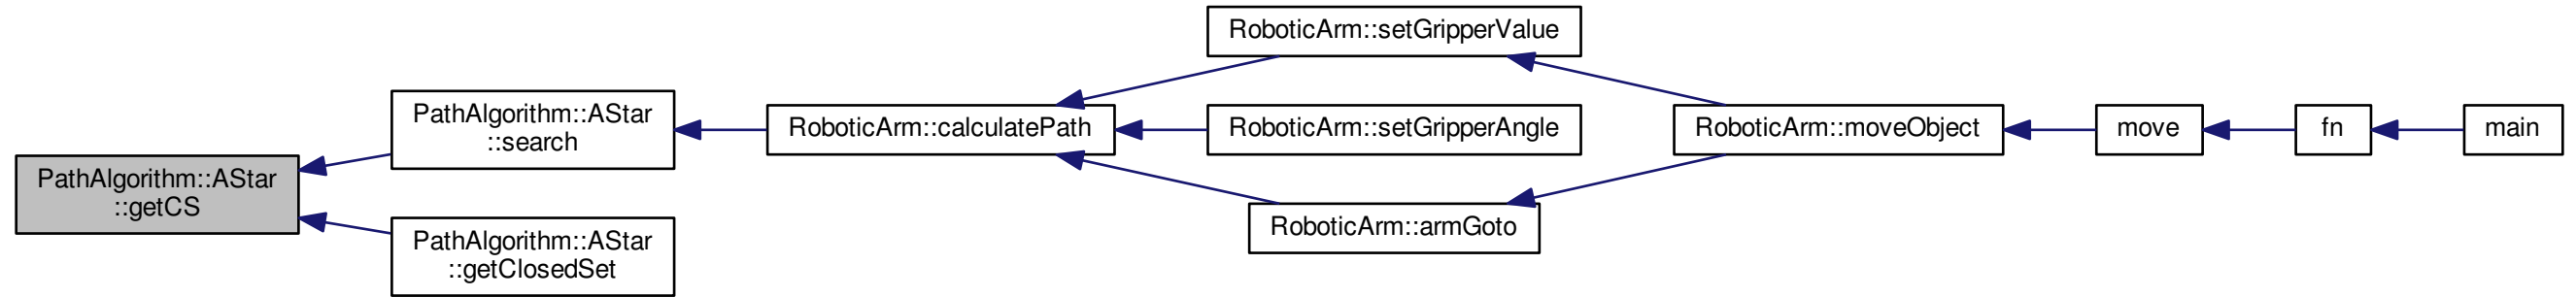 PathAlgorithm::AStar
::getCS
PathAlgorithm::AStar
::search
PathAlgorithm::AStar
::getClosedSet
RoboticArm::calculatePath
RoboticArm::setGripperValue
RoboticArm::setGripperAngle
RoboticArm::armGoto
RoboticArm::moveObject
move
fn
main